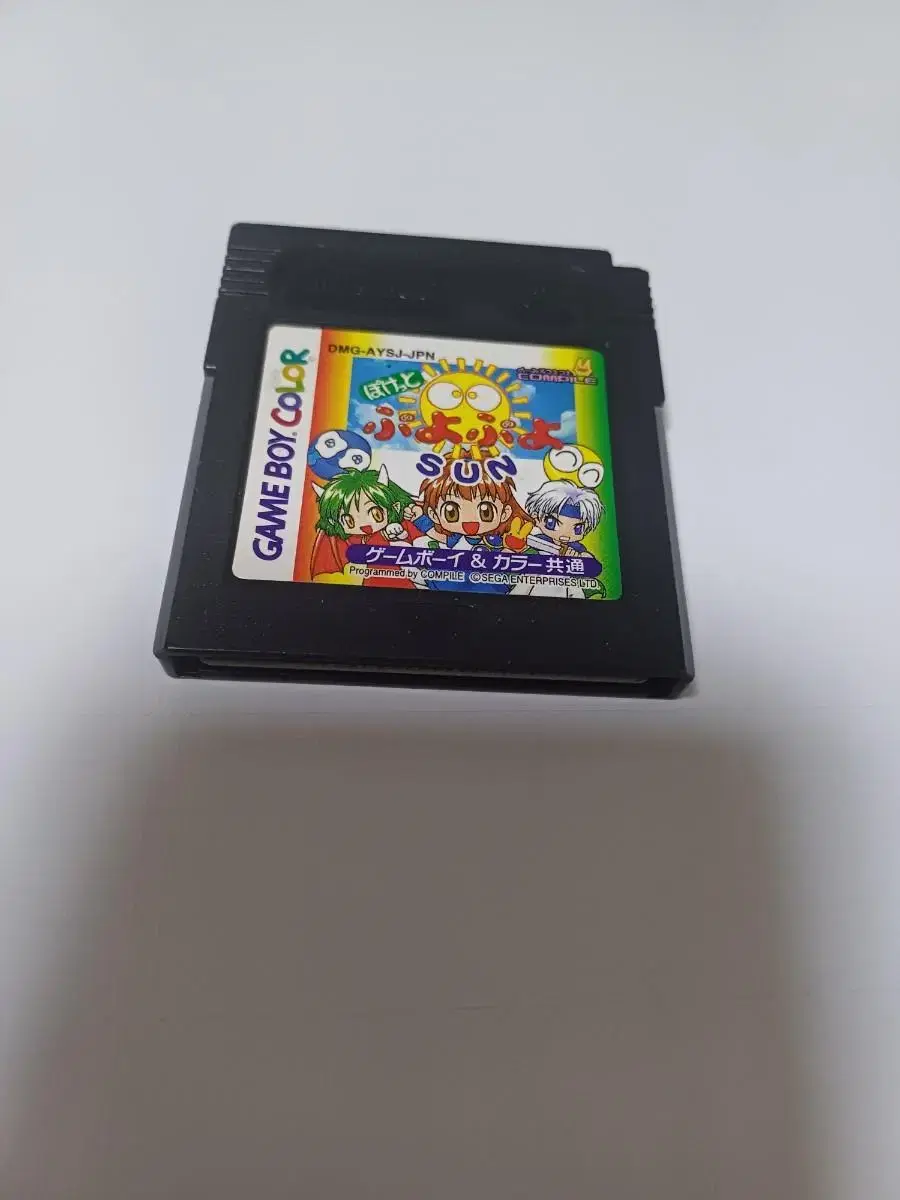 GAME BOY COLOR
DMG-AYSJ-JPN
COMPILE
ぽけっと
ぷよぷよ
SUN
ゲームボーイ & カラー共通
Programmed by COMPILE ©SEGA ENTERPRISES LTD.